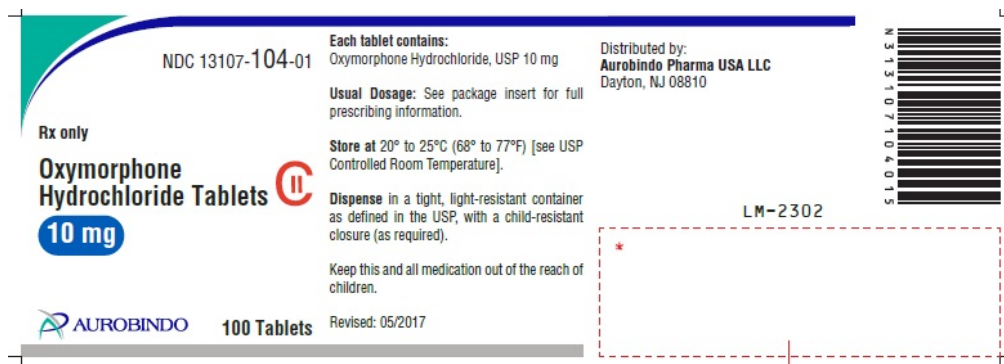 NDC 13107-104-01
Rx only
Oxymorphone
Hydrochloride Tablets CII
10 mg
AUROBINDO
100 Tablets
Each tablet contains:
Oxymorphone Hydrochloride, USP 10 mg
Usual Dosage: See package insert for full
prescribing information.
Store at 20° to 25°C (68° to 77°F) [see USP
Controlled Room Temperature].
Dispense in a tight, light-resistant container
as defined in the USP, with a child-resistant
closure (as required).
Keep this and all medication out of the reach of
children.
Revised: 05/2017
Distributed by:
Aurobindo Pharma USA LLC
Dayton, NJ 08810
LM-2302
*
N313107104015